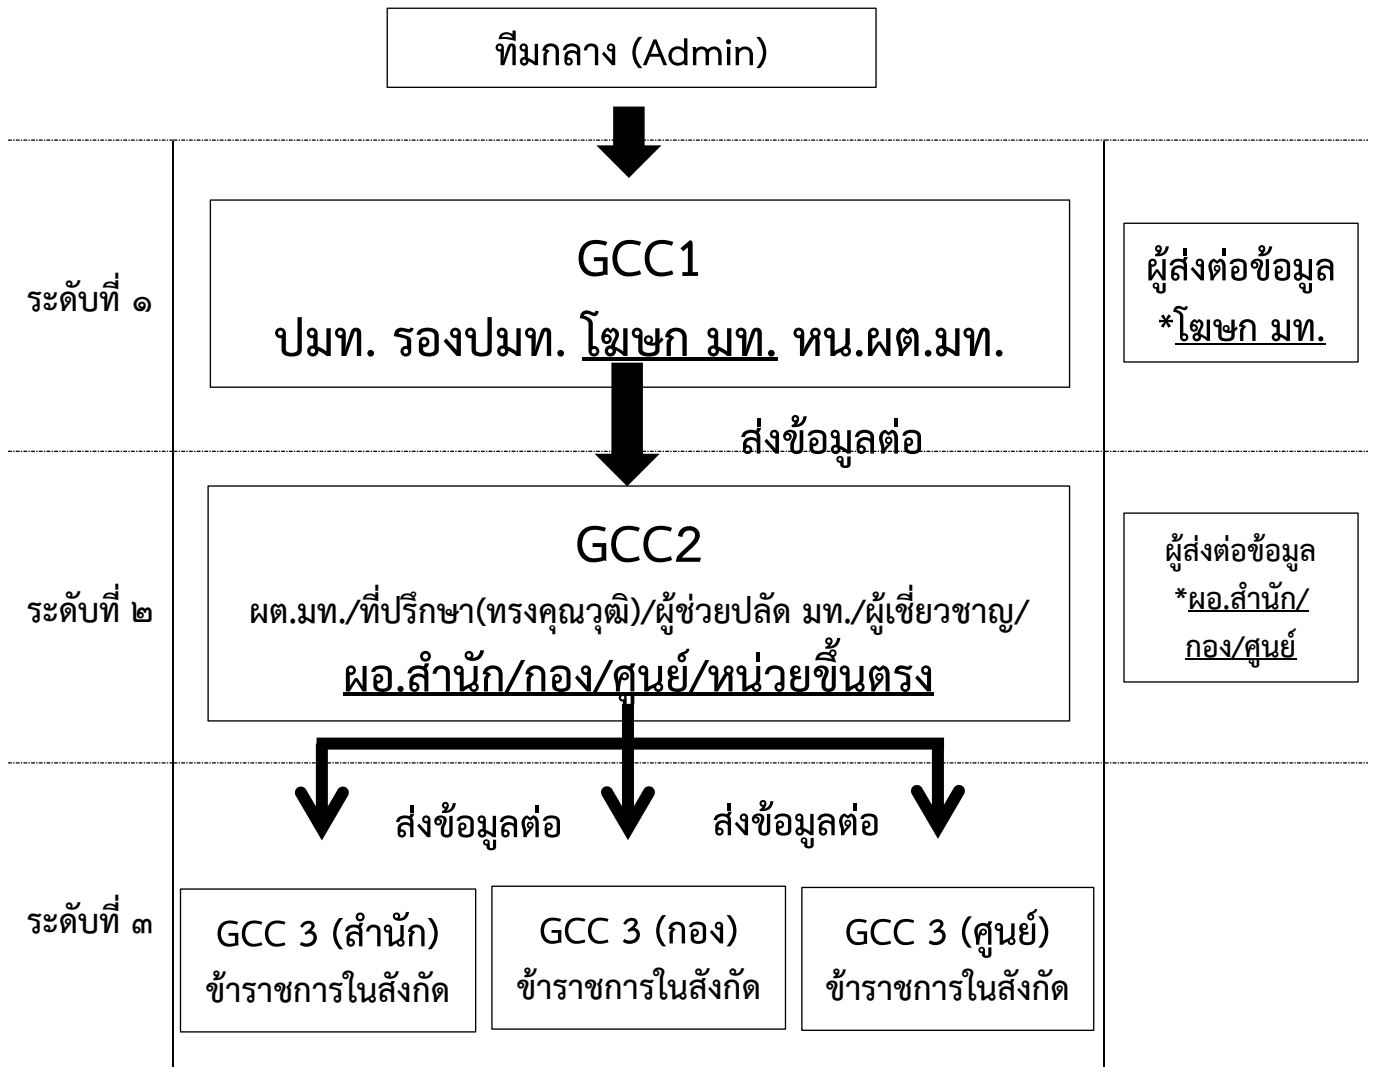 ทีมกลาง (Admin)
ระดับที่ ๑
GCC1
ปมท. รองปมท. โฆษก มท. หน.ผต.มท.
ผู้ส่งต่อข้อมูล
*โฆษก มท.
ส่งข้อมูลต่อ
ระดับที่ ๒
GCC2
ผต.มท./ที่ปรึกษา(ทรงคุณวุฒิ)/ผู้ช่วยปลัด มท./ผู้เชี่ยวชาญ/
ผอ.สำนัก/กอง/ศูนย์/หน่วยขึ้นตรง
ผู้ส่งต่อข้อมูล
*ผอ.สำนัก/
กอง/ศูนย์
ส่งข้อมูลต่อ
ส่งข้อมูลต่อ
ระดับที่ ๓
GCC 3 (สำนัก)
ข้าราชการในสังกัด
GCC 3 (กอง)
ข้าราชการในสังกัด
GCC 3 (ศูนย์)
ข้าราชการในสังกัด